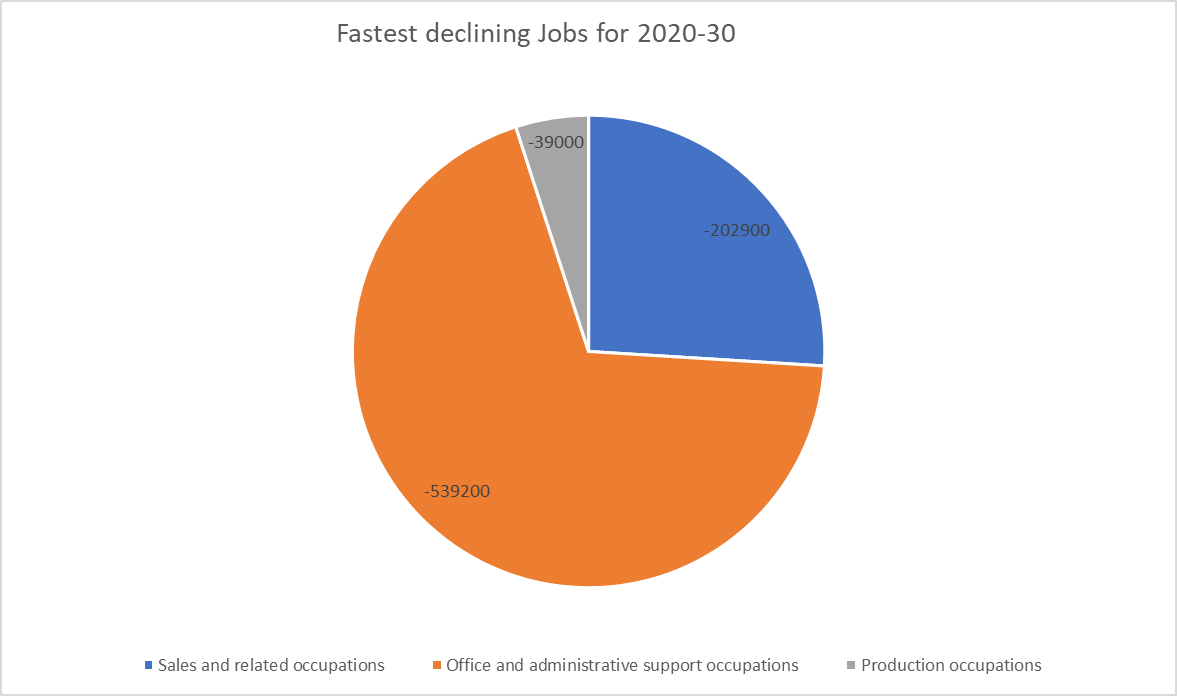 Fastest declining Jobs for 2020-30
-39000
-202900
-539200
Sales and related occupations
Office and administrative support occupations
Production occupations